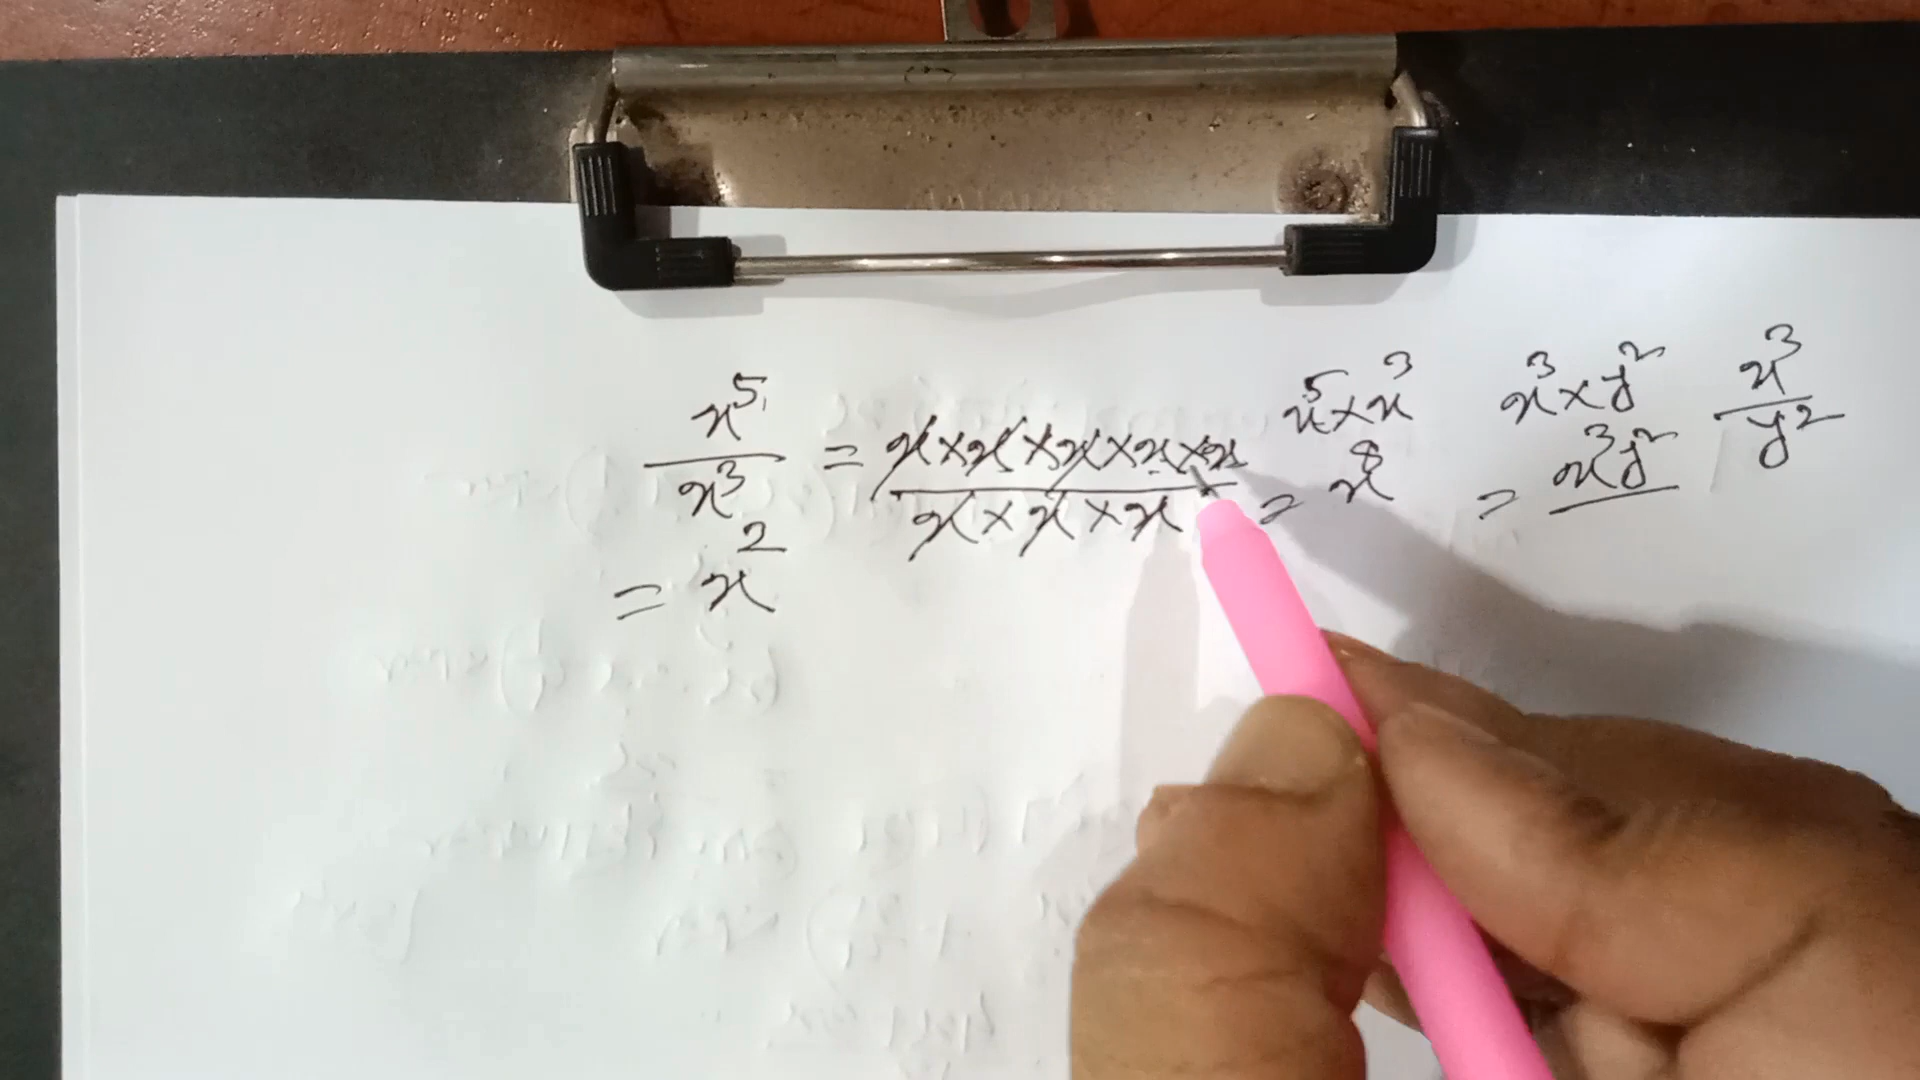 x⁵/x³ = x×x×x×x×x/x×x×x
= x²
x⁵×x³
= x⁸
x³×y²
= x³y²
x³/y²